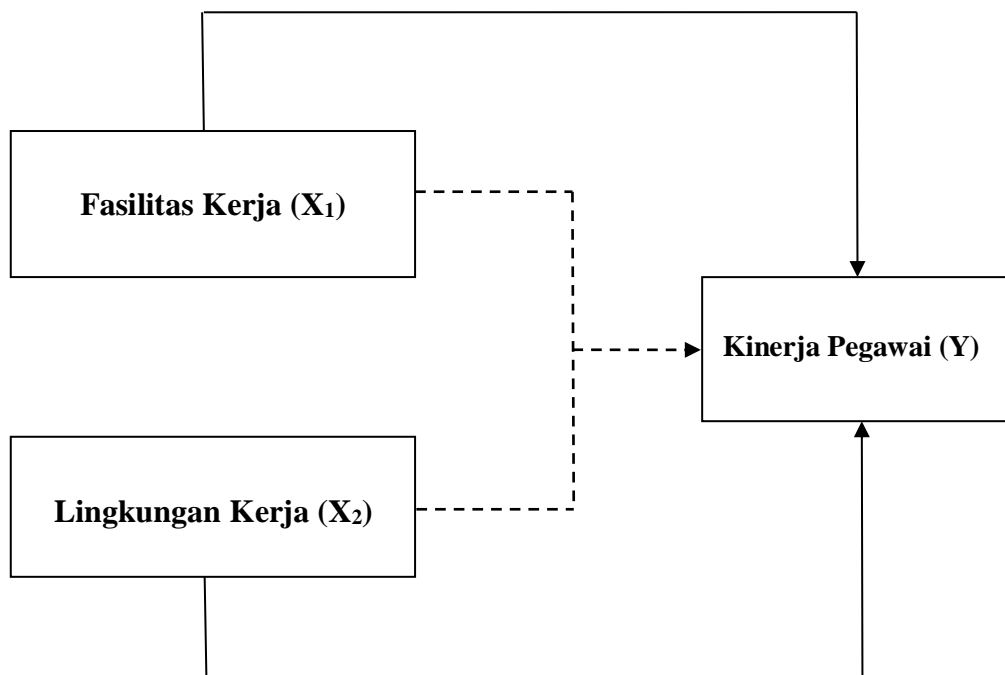 Fasilitas Kerja (X₁)
Kinerja Pegawai (Y)
Lingkungan Kerja (X₂)